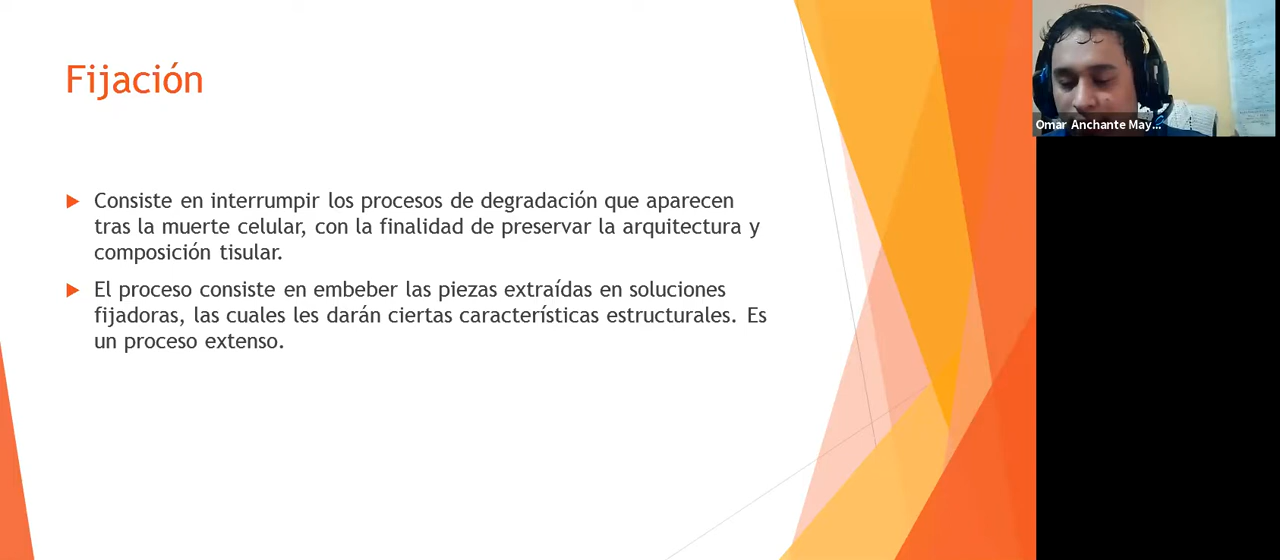 Fijación
Consiste en interrumpir los procesos de degradación que aparecen
tras la muerte celular, con la finalidad de preservar la arquitectura y
composición tisular.
El proceso consiste en embeber las piezas extraídas en soluciones
fijadoras, las cuales les darán ciertas características estructurales. Es
un proceso extenso.
Omar Anchante May...